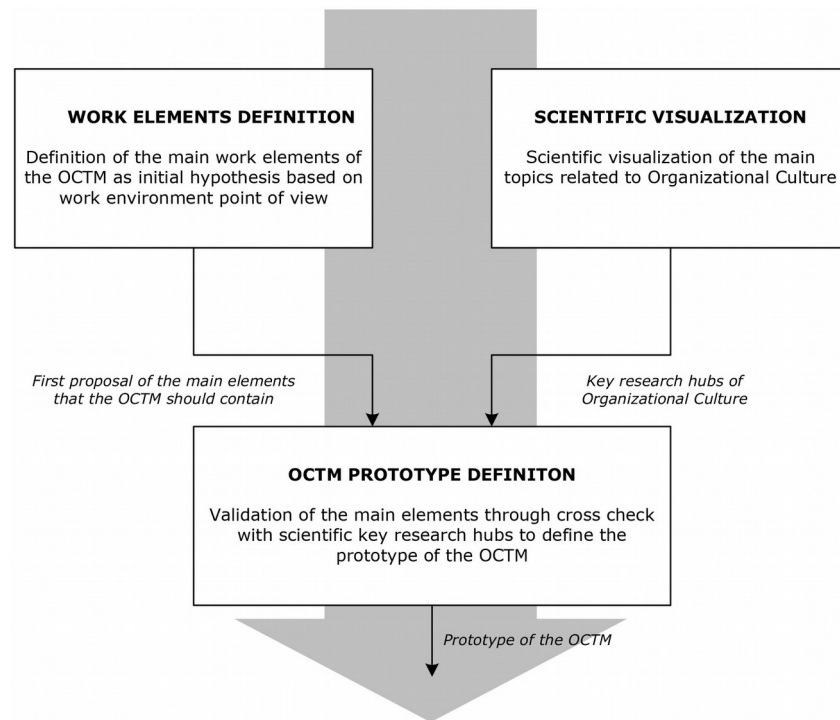 WORK ELEMENTS DEFINITION
Definition of the main work elements of
the OCTM as initial hypothesis based on
work environment point of view
SCIENTIFIC VISUALIZATION
Scientific visualization of the main
topics related to Organizational Culture
First proposal of the main elements
that the OCTM should contain
Key research hubs of
Organizational Culture
OCTM PROTOTYPE DEFINITON
Validation of the main elements through cross check
with scientific key research hubs to define the
prototype of the OCTM
Prototype of the OCTM